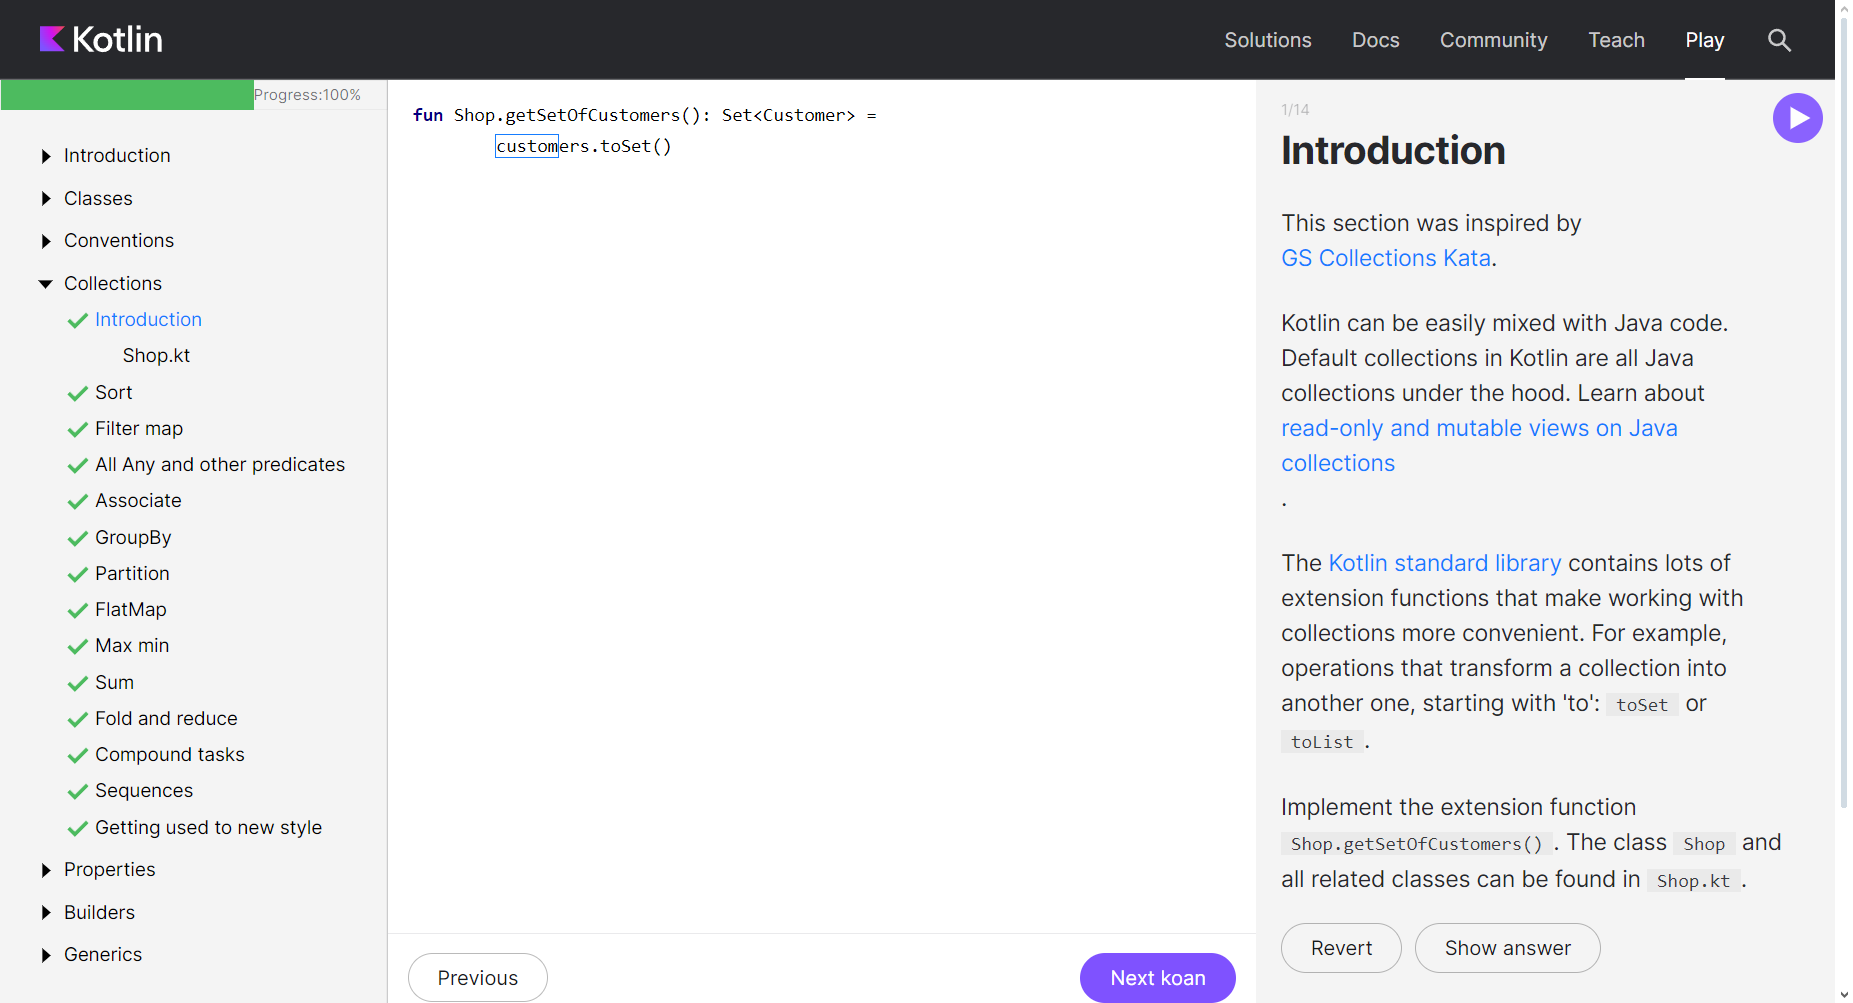 Kotlin
Solutions
Docs
Community
Teach
Play
Progress:100%
Introduction
Classes
Conventions
Collections
Introduction
Shop.kt
Sort
Filter map
All Any and other predicates
Associate
GroupBy
Partition
FlatMap
Max min
Sum
Fold and reduce
Compound tasks
Sequences
Getting used to new style
Properties
Builders
Generics
fun Shop.getSetOfCustomers(): Set<Customer> =
customers.toSet()
Previous
Next koan
1/14
Introduction
This section was inspired by
GS Collections Kata.
Kotlin can be easily mixed with Java code.
Default collections in Kotlin are all Java
collections under the hood. Learn about
read-only and mutable views on Java
collections
.
The Kotlin standard library contains lots of
extension functions that make working with
collections more convenient. For example,
operations that transform a collection into
another one, starting with 'to': toSet or
toList .
Implement the extension function
Shop.getSetOfCustomers() . The class Shop and
all related classes can be found in Shop.kt .
Revert
Show answer